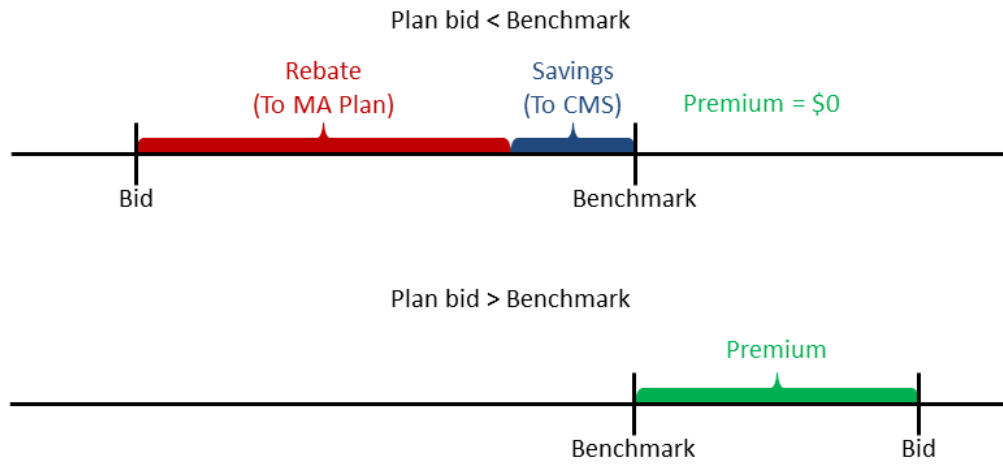 Plan bid < Benchmark
Rebate
(To MA Plan)
Savings
(To CMS)
Premium = $0
Bid
Benchmark
Plan bid > Benchmark
Premium
Benchmark
Bid